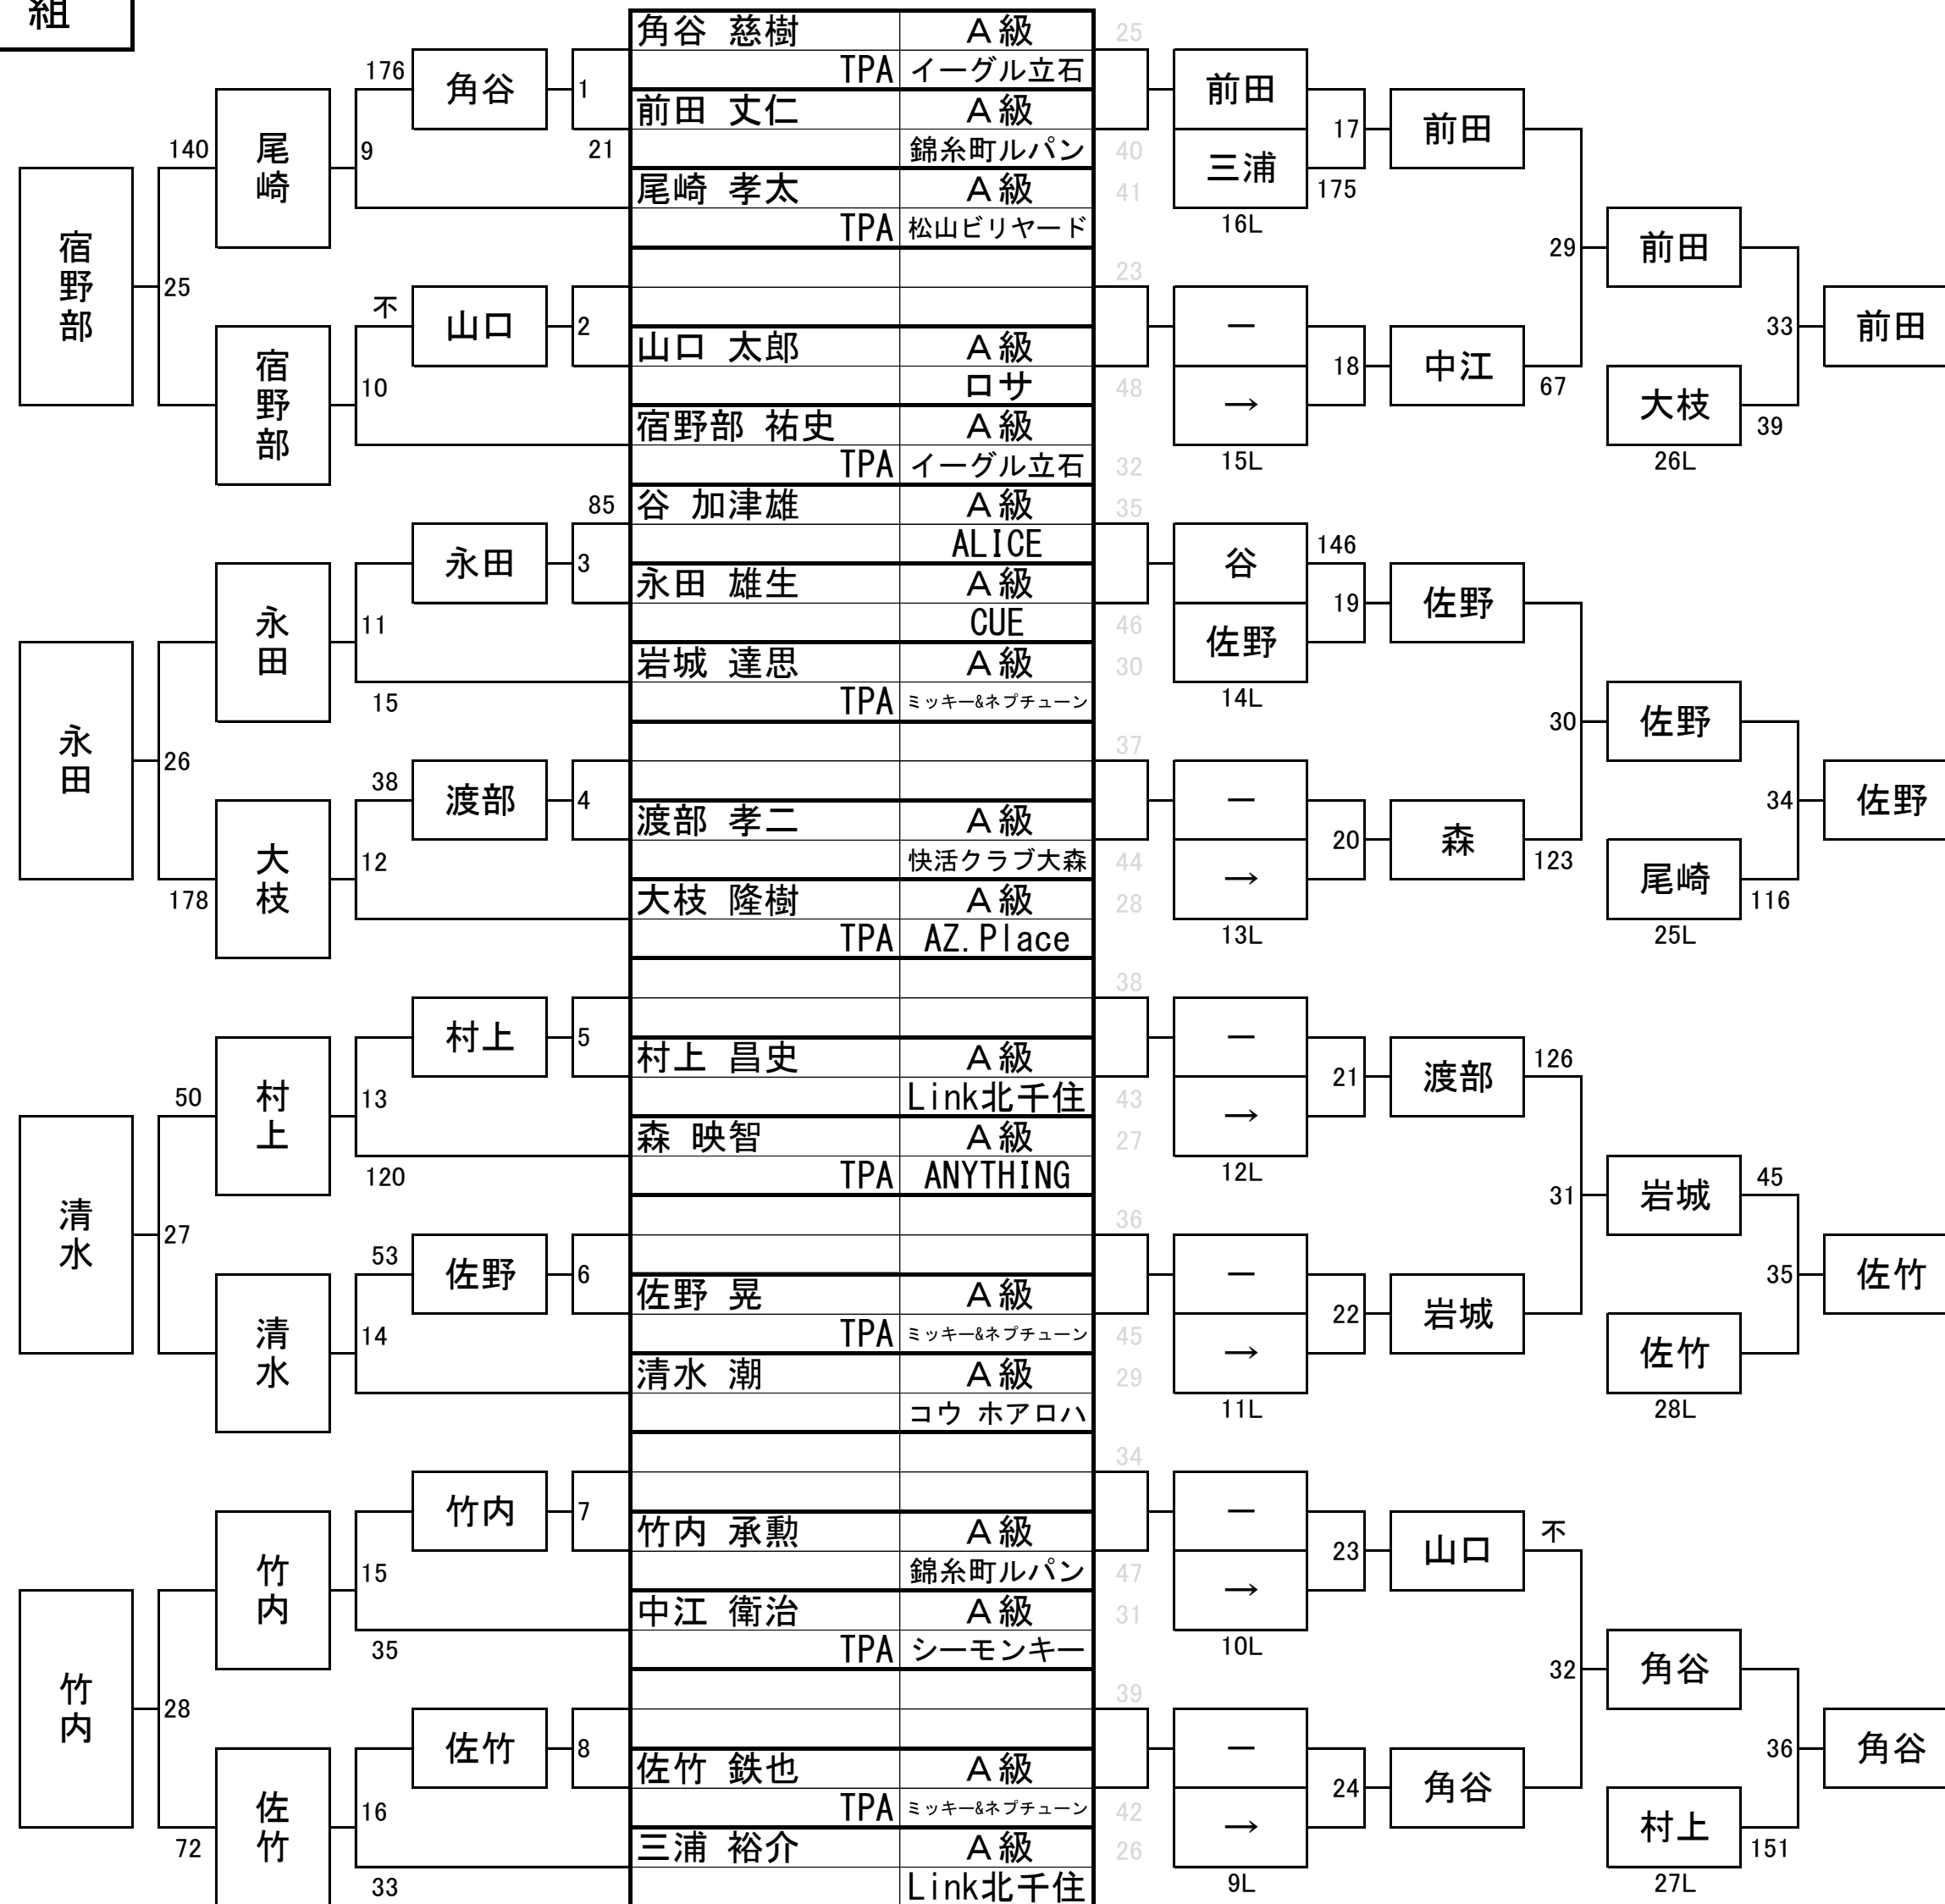 組
角谷 慈樹 A級 25
TPA イーグル立石
176 角谷 1 前田
140 尾崎 9 21 前田 丈仁 A級 17 前田
錦糸町ルパン 40 三浦 175
尾崎 孝太 A級 41
TPA 松山ビリヤード 16L
宿野部 25 29 前田
23
不 山口 2 － 33 前田
宿野部 10 山口 太郎 A級 18 中江 67
ロサ 48 → 大枝 39
宿野部 祐史 A級
TPA イーグル立石 32 15L 26L
85 谷 加津雄 A級 35
ALICE 谷 146
永田 3 永田 雄生 A級 19 佐野
永田 11 CUE 46 佐野
岩城 達思 A級 30
15 TPA ミッキー&ネプチューン 14L
永田 26 30 佐野
37
38 渡部 4 － 34 佐野
大枝 12 渡部 孝二 A級 20 森 123
快活クラブ大森 44 → 尾崎 116
178 大枝 隆樹 A級 28
TPA AZ.Place 13L 25L
38
村上 5 － 126
村上 昌史 A級 21 渡部
50 村上 13 Link北千住 43 →
森 映智 A級 27
120 TPA ANYTHING 12L
清水 27 31 岩城 45
36
53 佐野 6 － 35 佐竹
清水 14 佐野 晃 A級 22 岩城
TPA ミッキー&ネプチューン 45 → 佐竹
清水 潮 A級 29
コウ ホアロハ 11L 28L
34
竹内 7 － 不
竹内 承勲 A級 23 山口
竹内 15 錦糸町ルパン 47 →
中江 衛治 A級 31
35 TPA シーモンキー 10L
竹内 28 32 角谷
39
佐竹 8 － 36 角谷
佐竹 鉄也 A級 24 角谷
佐竹 16 TPA ミッキー&ネプチューン 42 → 村上 151
72 三浦 裕介 A級 26
33 Link北千住 9L 27L